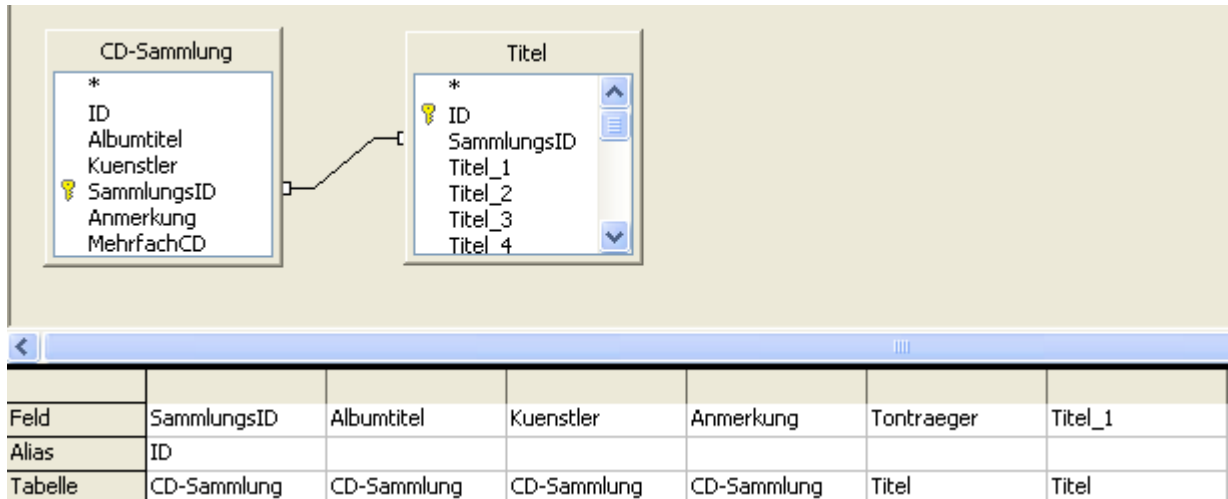 CD-Sammlung
*
ID
Albumtitel
Kuenstler
SammlungsID
Anmerkung
MehrfachCD
Titel
*
ID
SammlungsID
Titel_1
Titel_2
Titel_3
Titel_4
Feld SammlungsID Albumtitel Kuenstler Anmerkung Tontraeger Titel_1
Alias ID
Tabelle CD-Sammlung CD-Sammlung CD-Sammlung CD-Sammlung Titel Titel